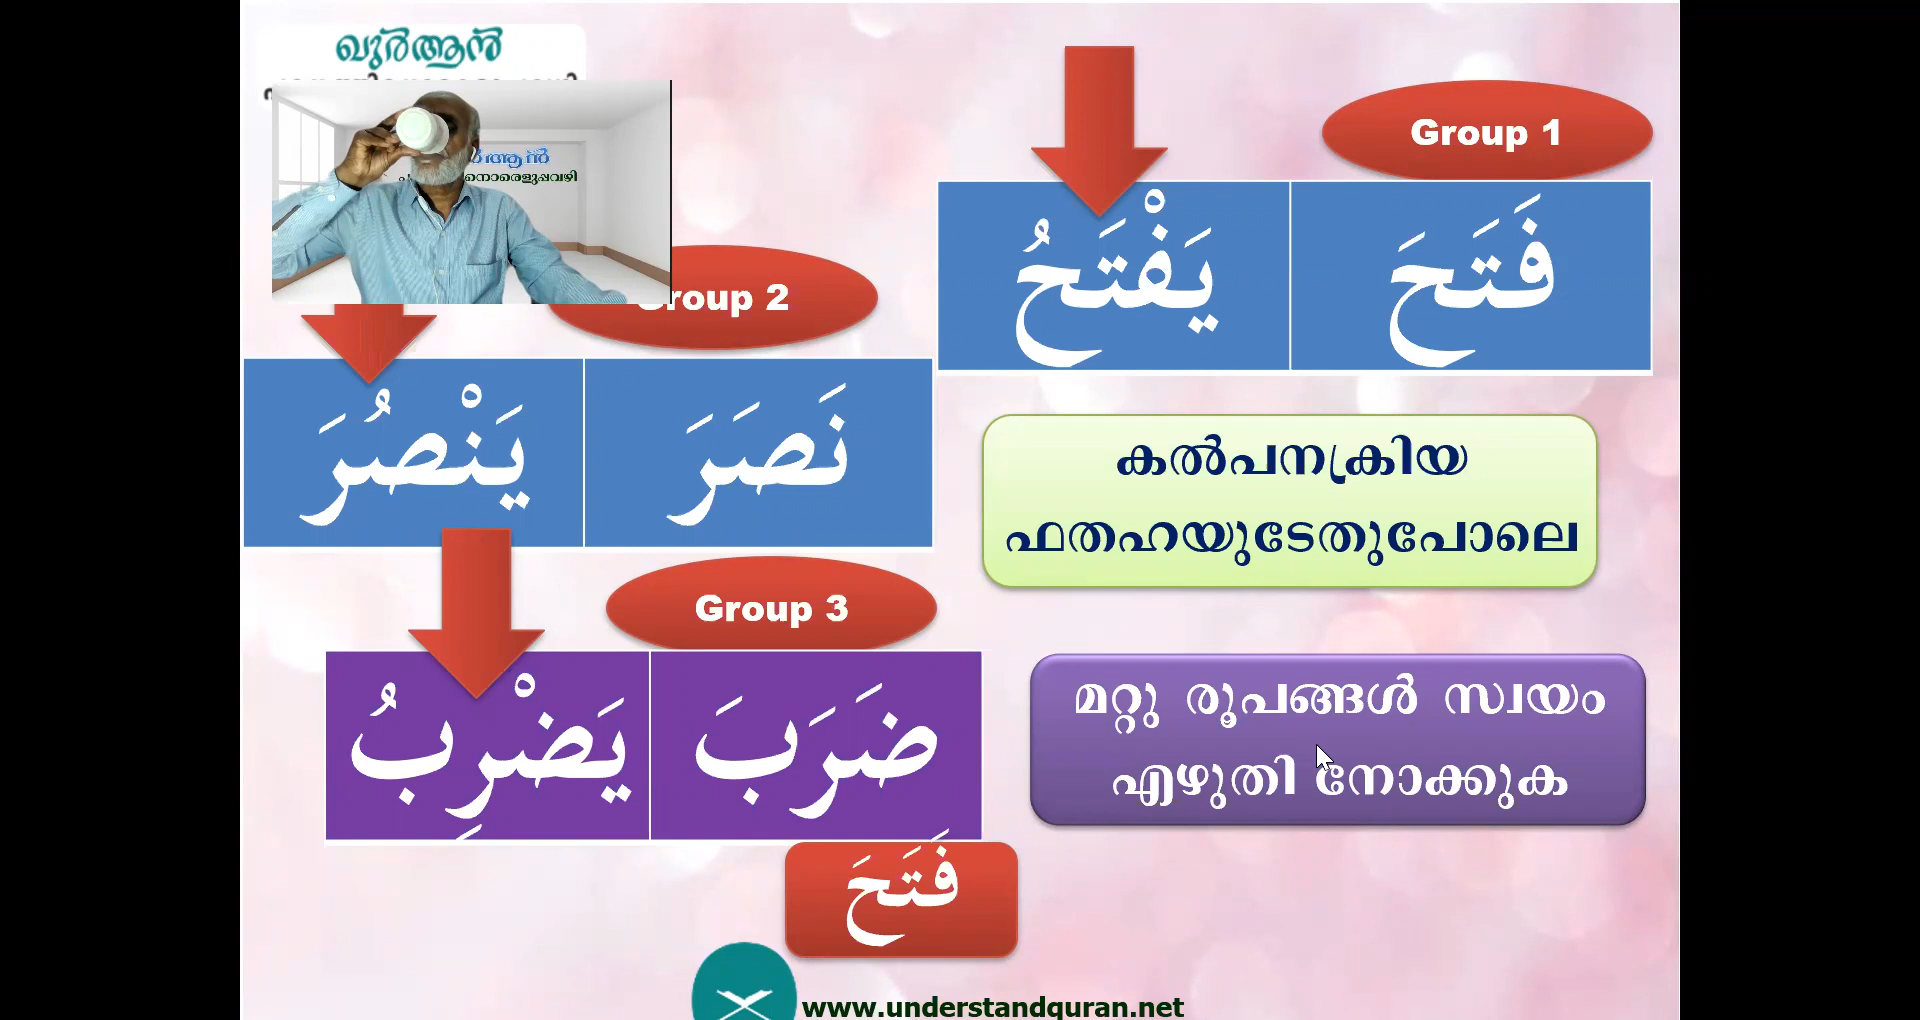 ഖുർആൻ
ർആൻ
Group 1
فَتَحَ يَفْتَحُ
Group 2
نَصَرَ يَنْصُرَ
കൽപനക്രിയ
ഫതഹയുടേതുപോലെ
Group 3
ضَرَبَ يَضْرِبُ
മറ്റു രൂപങ്ങൾ സ്വയം
എഴുതി നോക്കുക
فَتَحَ
www.understandquran.net